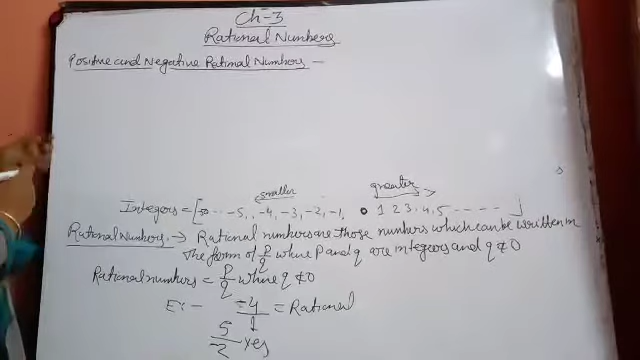 Ch-3
Rational Numbers
Positive and Negative Rational Numbers -
smaller greater
Integers = [ ... -5, -4, -3, -2, -1, 0 1 2 3 4, 5 ----- ]
Rational Numbers → Rational numbers are those numbers which can be written in
the form of p/q where P and q are integers and q ≠ 0
Rational numbers = p/q where q ≠ 0
Ex - -4 = Rational
5/-2 yes